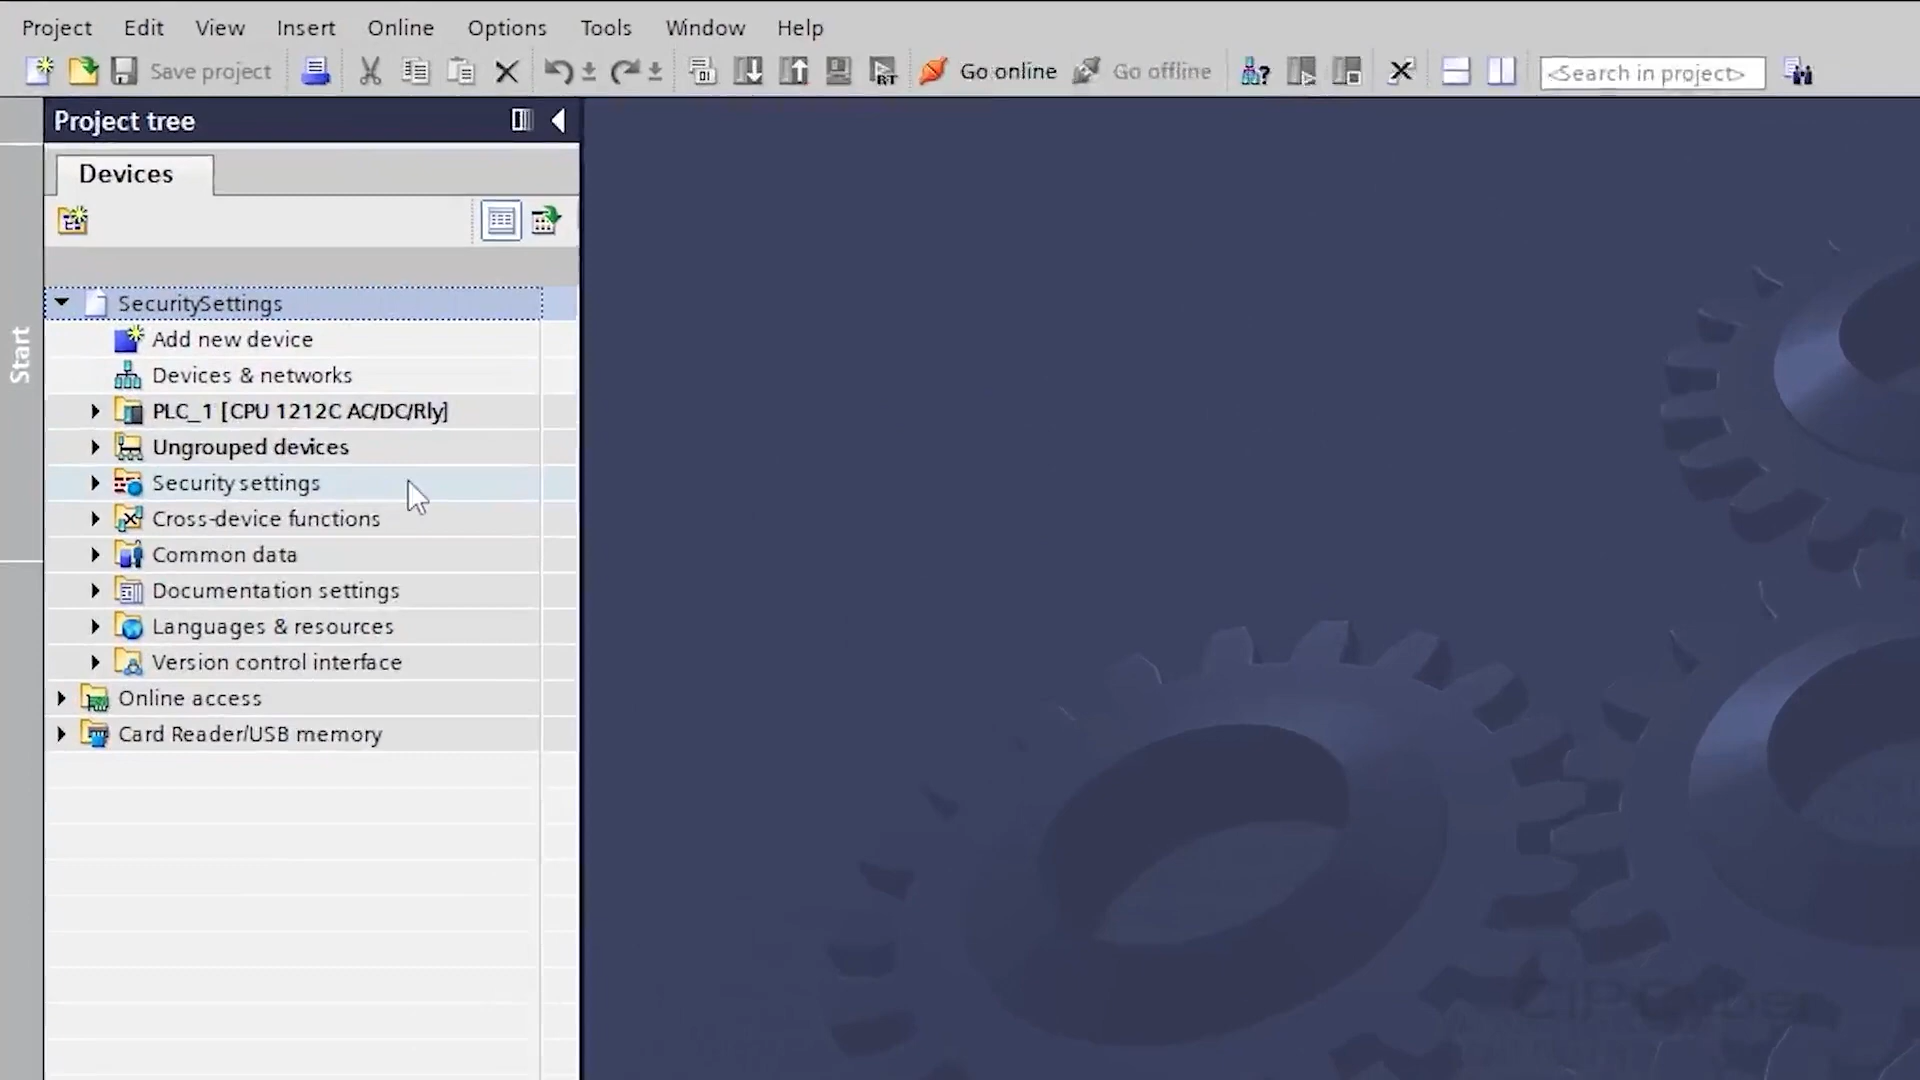 Project Edit View Insert Online Options Tools Window Help
Save project Go online Go offline <Search in project>
Project tree
Devices
Start
SecuritySettings
Add new device
Devices & networks
PLC_1 [CPU 1212C AC/DC/Rly]
Ungrouped devices
Security settings
Cross-device functions
Common data
Documentation settings
Languages & resources
Version control interface
Online access
Card Reader/USB memory